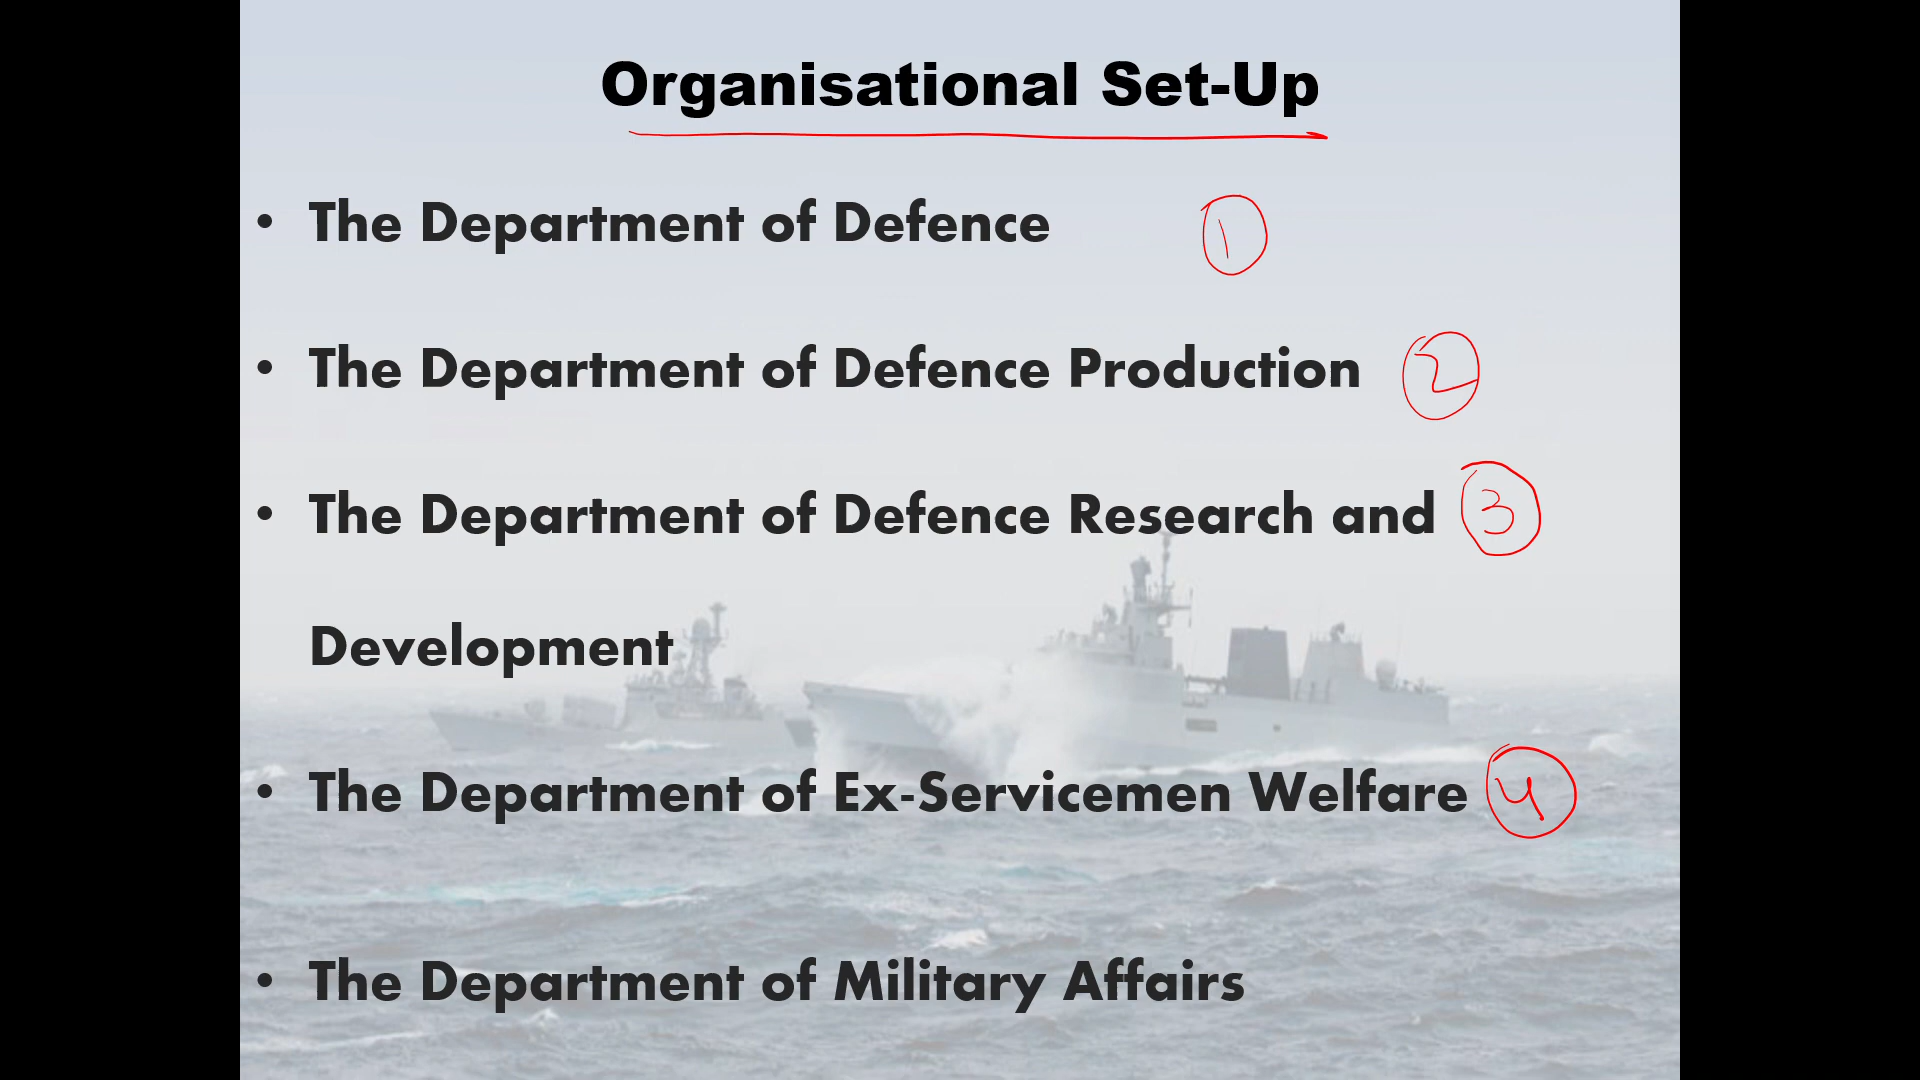 Organisational Set-Up
• The Department of Defence 1
• The Department of Defence Production 2
• The Department of Defence Research and 3
Development
• The Department of Ex-Servicemen Welfare 4
• The Department of Military Affairs